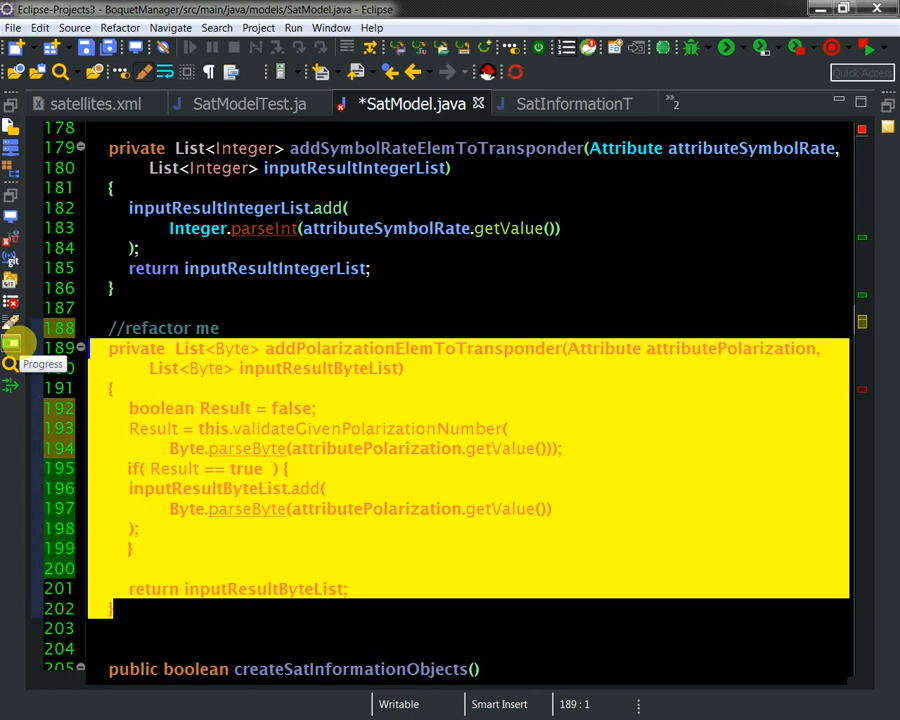 Eclipse-Projects3 - BoquetManager/src/main/java/models/SatModel.java - Eclipse
File Edit Source Refactor Navigate Search Project Run Window Help
Quick Access
satellites.xml SatModelTest.ja *SatModel.java SatInformationT »2
178
179 private List<Integer> addSymbolRateElemToTransponder(Attribute attributeSymbolRate,
180 List<Integer> inputResultIntegerList)
181 {
182 inputResultIntegerList.add(
183 Integer.parseInt(attributeSymbolRate.getValue())
184 );
185 return inputResultIntegerList;
186 }
187
188 //refactor me
189 private List<Byte> addPolarizationElemToTransponder(Attribute attributePolarization,
Progress 0 List<Byte> inputResultByteList)
191 {
192 boolean Result = false;
193 Result = this.validateGivenPolarizationNumber(
194 Byte.parseByte(attributePolarization.getValue()));
195 if( Result == true ) {
196 inputResultByteList.add(
197 Byte.parseByte(attributePolarization.getValue())
198 );
199 }
200
201 return inputResultByteList;
202 }
203
204
205 public boolean createSatInformationObjects()
Writable Smart Insert 189 : 1